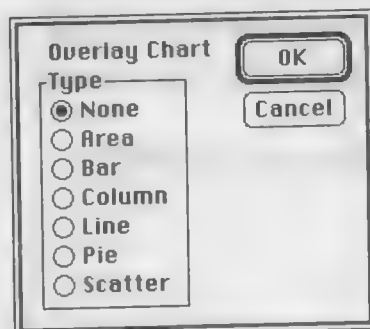 Overlay Chart
OK
Type
None
Cancel
Area
Bar
Column
Line
Pie
Scatter